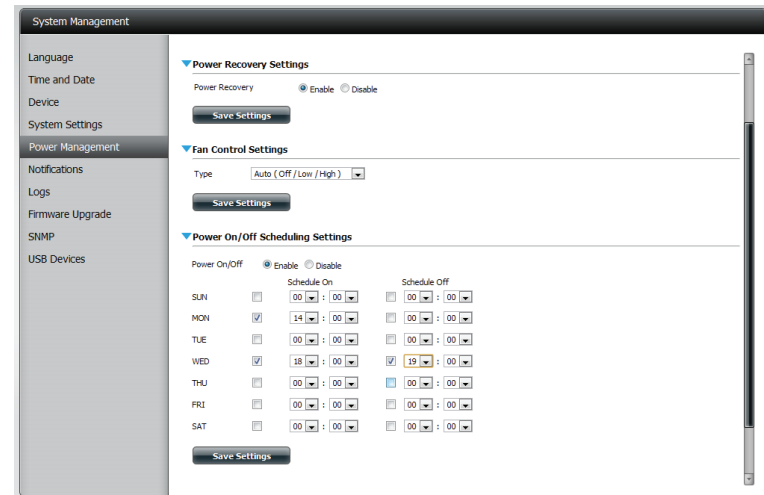 System Management
Language
Time and Date
Device
System Settings
Power Management
Notifications
Logs
Firmware Upgrade
SNMP
USB Devices
Power Recovery Settings
Power Recovery Enable Disable
Save Settings
Fan Control Settings
Type Auto ( Off / Low / High )
Save Settings
Power On/Off Scheduling Settings
Power On/Off Enable Disable
Schedule On Schedule Off
SUN 00 : 00 00 : 00
MON 14 : 00 00 : 00
TUE 00 : 00 00 : 00
WED 18 : 00 19 : 00
THU 00 : 00 00 : 00
FRI 00 : 00 00 : 00
SAT 00 : 00 00 : 00
Save Settings